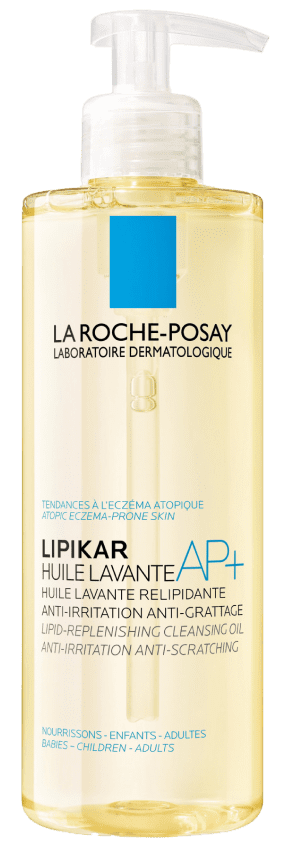 LA ROCHE-POSAY
LABORATOIRE DERMATOLOGIQUE
TENDANCES À L'ECZÉMA ATOPIQUE
ATOPIC ECZEMA-PRONE SKIN
LIPIKAR
HUILE LAVANTE AP+
HUILE LAVANTE RELIPIDANTE
ANTI-IRRITATION ANTI-GRATTAGE
LIPID-REPLENISHING CLEANSING OIL
ANTI-IRRITATION ANTI-SCRATCHING
NOURRISSONS - ENFANTS - ADULTES
BABIES – CHILDREN - ADULTS